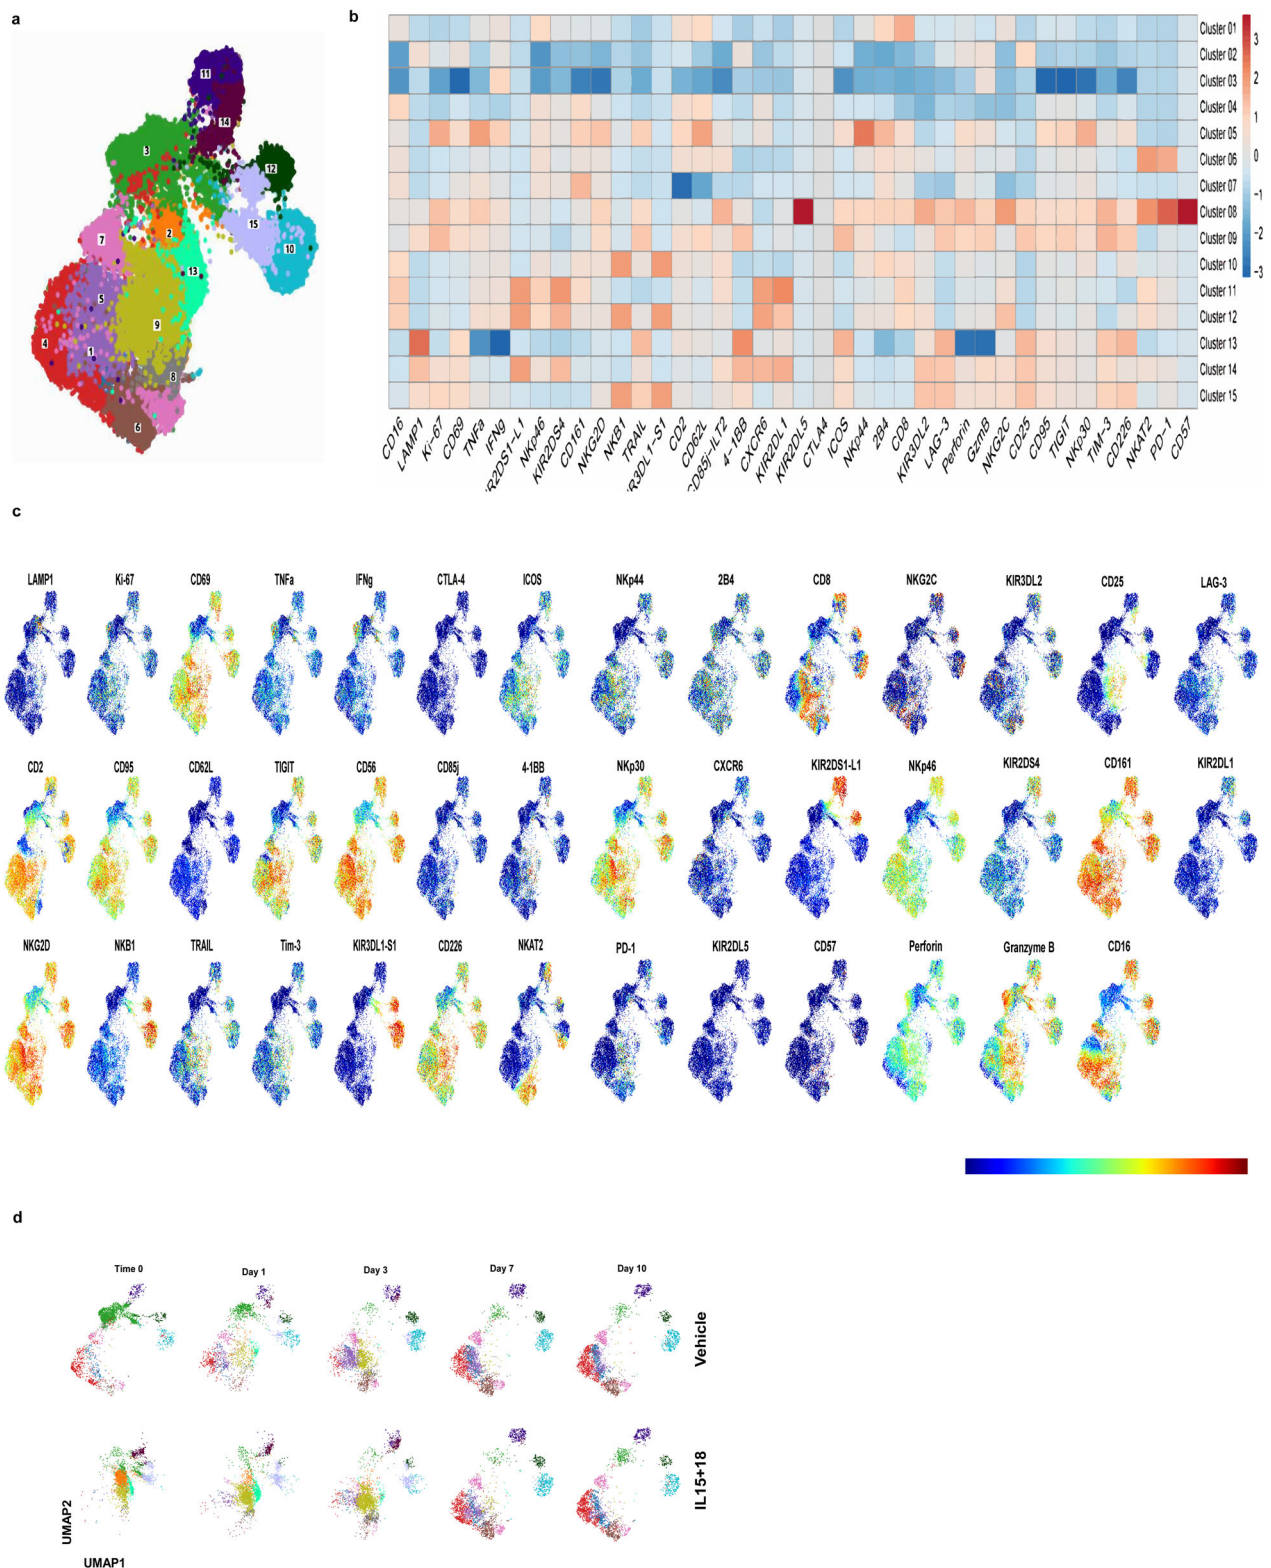 a
11
14
3
12
15
10
7
2
13
5
9
4
1
8
6
b
Cluster 01
Cluster 02
Cluster 03
Cluster 04
Cluster 05
Cluster 06
Cluster 07
Cluster 08
Cluster 09
Cluster 10
Cluster 11
Cluster 12
Cluster 13
Cluster 14
Cluster 15
3
2
1
0
−1
−2
−3
CD16
LAMP1
Ki-67
CD69
TNFa
IFNg
IR2DS1-L1
NKp46
KIR2DS4
CD161
NKG2D
NKB1
TRAIL
IR3DL1-S1
CD2
CD62L
CD85j-ILT2
4-1BB
CXCR6
KIR2DL1
KIR2DL5
CTLA4
ICOS
NKp44
2B4
CD8
KIR3DL2
LAG-3
Perforin
GzmB
NKG2C
CD25
CD95
TIGIT
NKp30
TIM-3
CD226
NKAT2
PD-1
CD57
c
LAMP1 Ki-67 CD69 TNFa IFNg CTLA-4 ICOS NKp44 2B4 CD8 NKG2C KIR3DL2 CD25 LAG-3
CD2 CD95 CD62L TIGIT CD56 CD85j 4-1BB NKp30 CXCR6 KIR2DS1-L1 NKp46 KIR2DS4 CD161 KIR2DL1
NKG2D NKB1 TRAIL Tim-3 KIR3DL1-S1 CD226 NKAT2 PD-1 KIR2DL5 CD57 Perforin Granzyme B CD16
d
Time 0 Day 1 Day 3 Day 7 Day 10
Vehicle
IL15+18
UMAP2
UMAP1